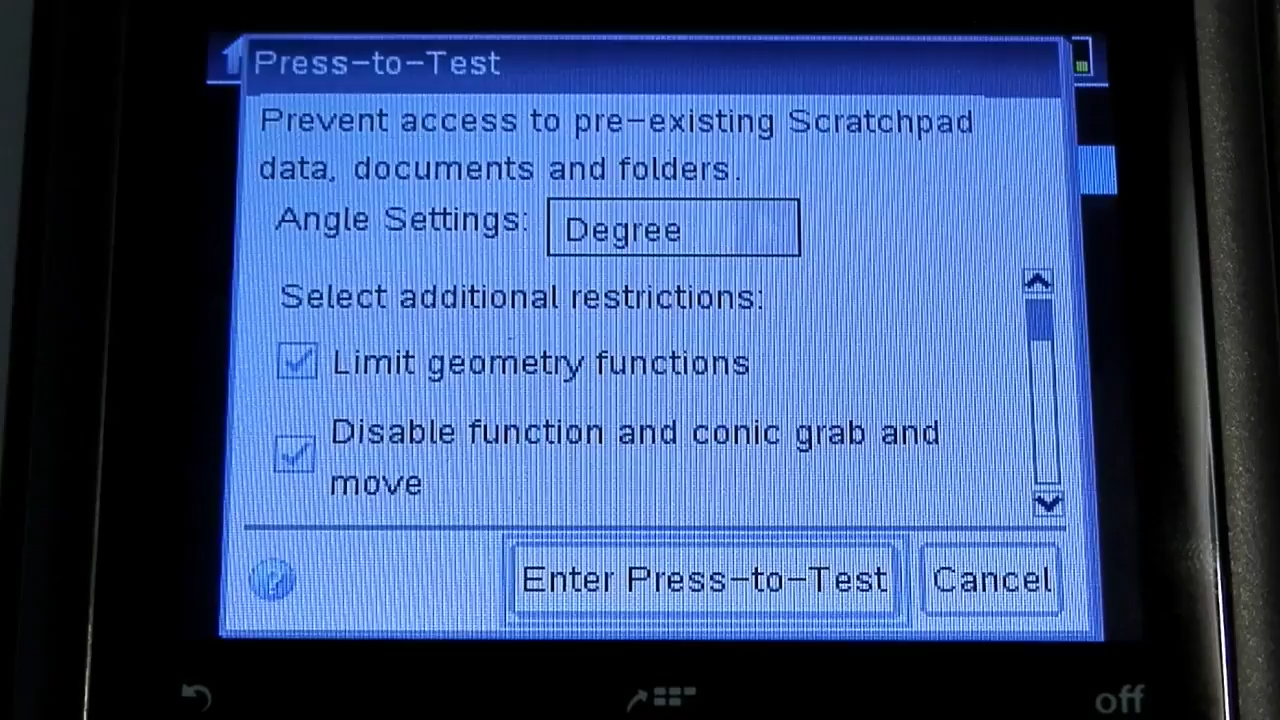 Press-to-Test
Prevent access to pre-existing Scratchpad
data, documents and folders.
Angle Settings: Degree
Select additional restrictions:
Limit geometry functions
Disable function and conic grab and
move
? Enter Press-to-Test Cancel
off